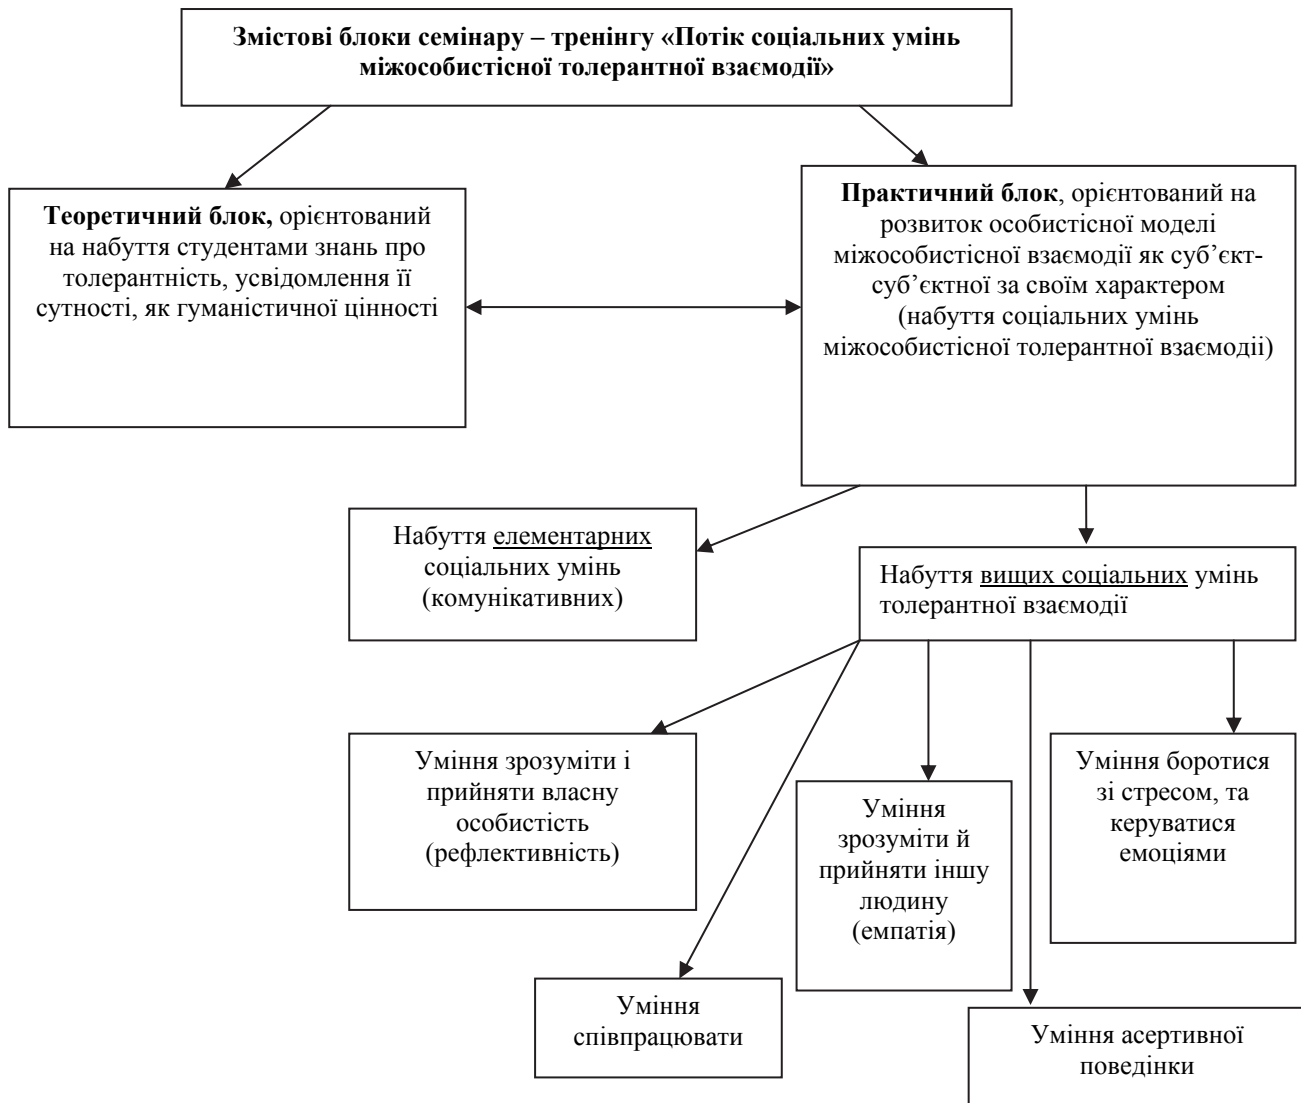 Змістові блоки семінару – тренінгу «Потік соціальних умінь
міжособистісної толерантної взаємодії»
Теоретичний блок, орієнтований
на набуття студентами знань про
толерантність, усвідомлення її
сутності, як гуманістичної цінності
Практичний блок, орієнтований на
розвиток особистісної моделі
міжособистісної взаємодії як суб’єкт-
суб’єктної за своїм характером
(набуття соціальних умінь
міжособистісної толерантної взаємодіі)
Набуття елементарних
соціальних умінь
(комунікативних)
Набуття вищих соціальних умінь
толерантної взаємодії
Уміння зрозуміти і
прийняти власну
особистість
(рефлективність)
Уміння
зрозуміти й
прийняти іншу
людину
(емпатія)
Уміння боротися
зі стресом, та
керуватися
емоціями
Уміння
співпрацювати
Уміння асертивної
поведінки